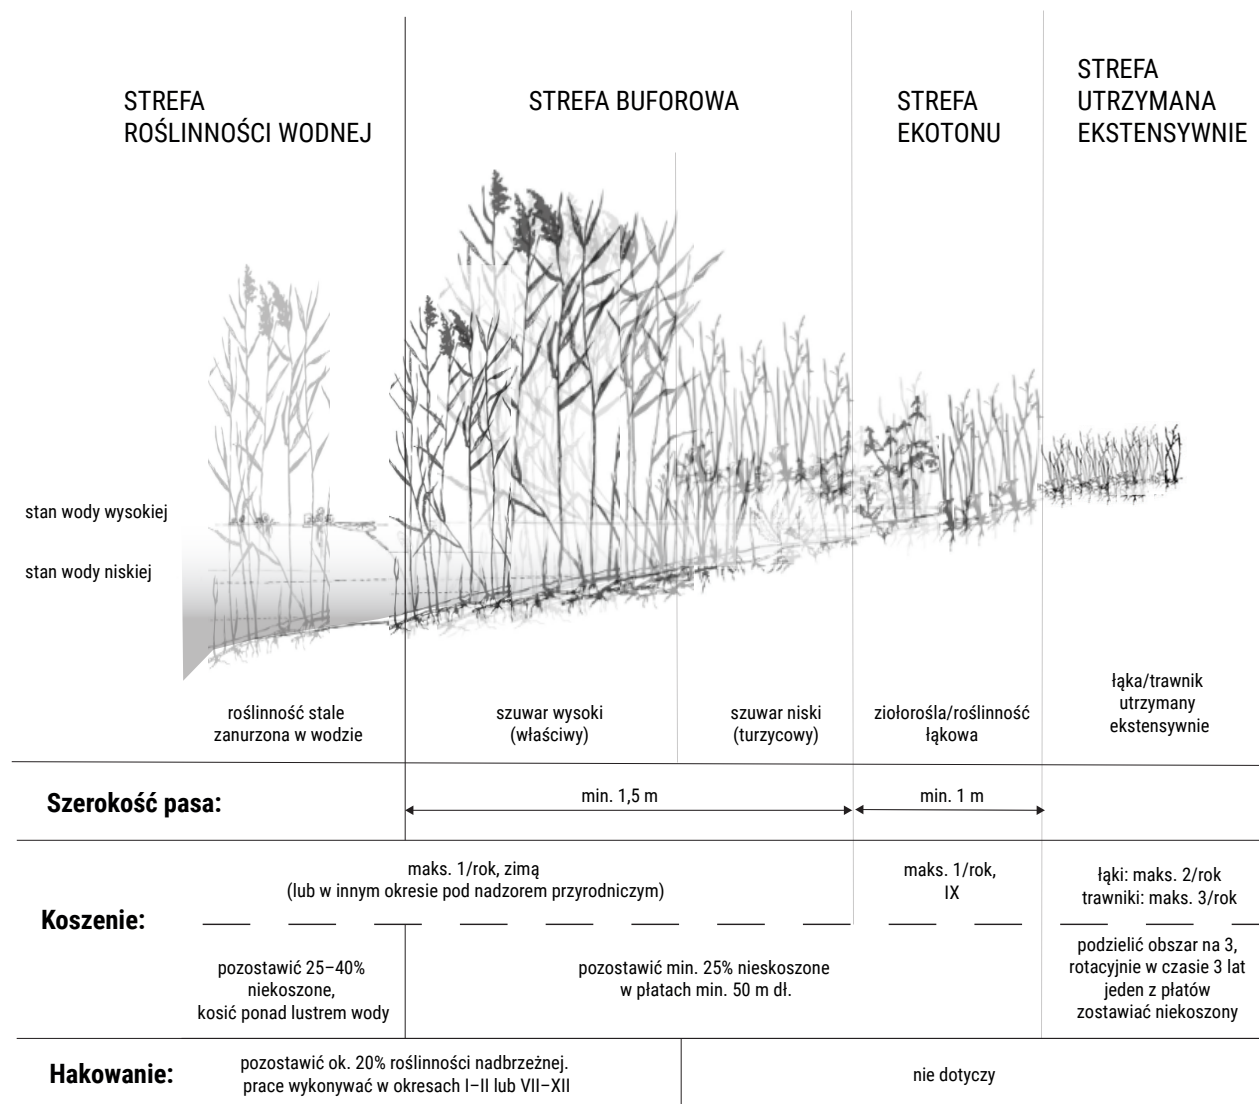 STREFA
ROŚLINNOŚCI WODNEJ
STREFA BUFOROWA
STREFA
EKOTONU
STREFA
UTRZYMANA
EKSTENSYWNIE
stan wody wysokiej
stan wody niskiej
roślinność stale
zanurzona w wodzie
szuwar wysoki
(właściwy)
szuwar niski
(turzycowy)
ziołorośla/roślinność
łąkowa
łąka/trawnik
utrzymany
ekstensywnie
Szerokość pasa:
min. 1,5 m
min. 1 m
Koszenie:
maks. 1/rok, zimą
(lub w innym okresie pod nadzorem przyrodniczym)
maks. 1/rok,
IX
łąki: maks. 2/rok
trawniki: maks. 3/rok
pozostawić 25–40%
niekoszone,
kosić ponad lustrem wody
pozostawić min. 25% nieskoszone
w płatach min. 50 m dł.
podzielić obszar na 3,
rotacyjnie w czasie 3 lat
jeden z płatów
zostawiać niekoszony
Hakowanie:
pozostawić ok. 20% roślinności nadbrzeżnej.
prace wykonywać w okresach I–II lub VII–XII
nie dotyczy